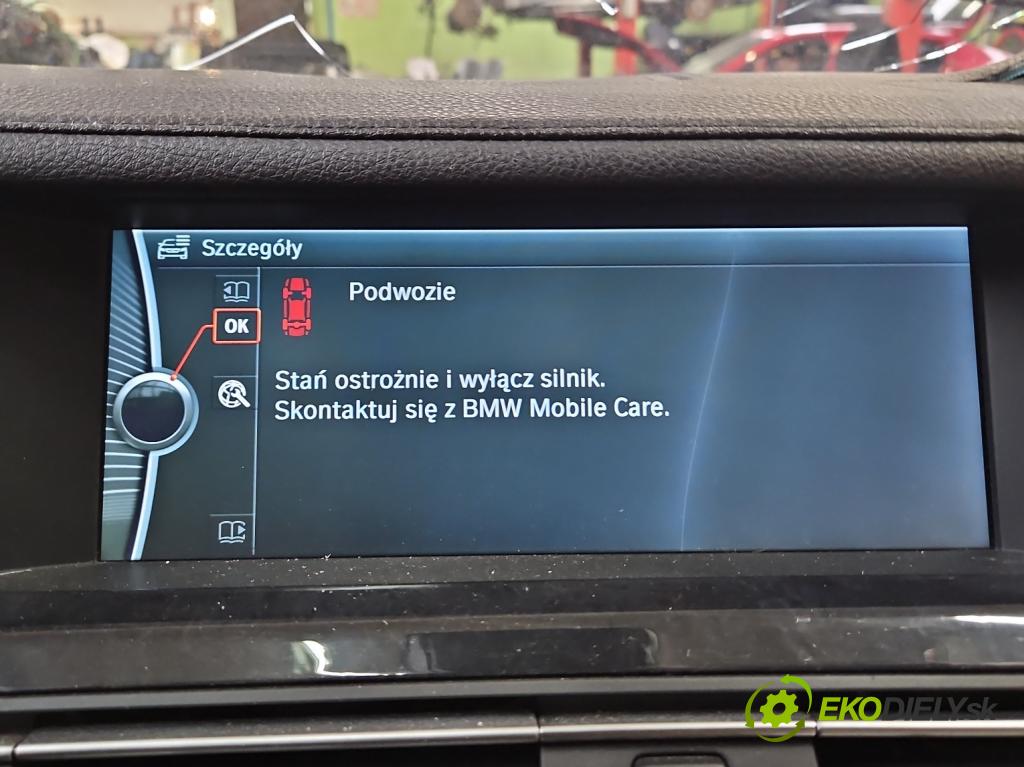 Szczegóły
Podwozie
OK
Stań ostrożnie i wyłącz silnik.
Skontaktuj się z BMW Mobile Care.
EKODIELY.sk